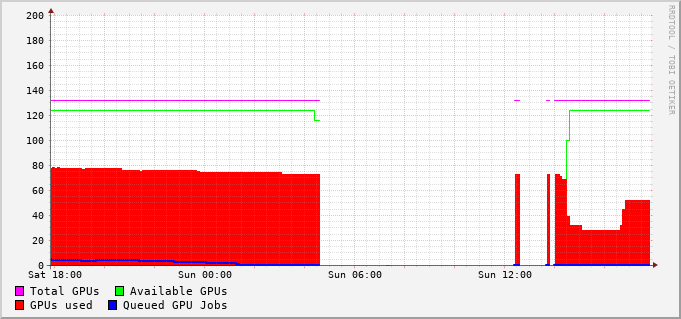 200
180
160
140
120
100
80
60
40
20
0
Sat 18:00 Sun 00:00 Sun 06:00 Sun 12:00
Total GPUs Available GPUs
GPUs used Queued GPU Jobs
RRDTOOL / TOBI OETIKER